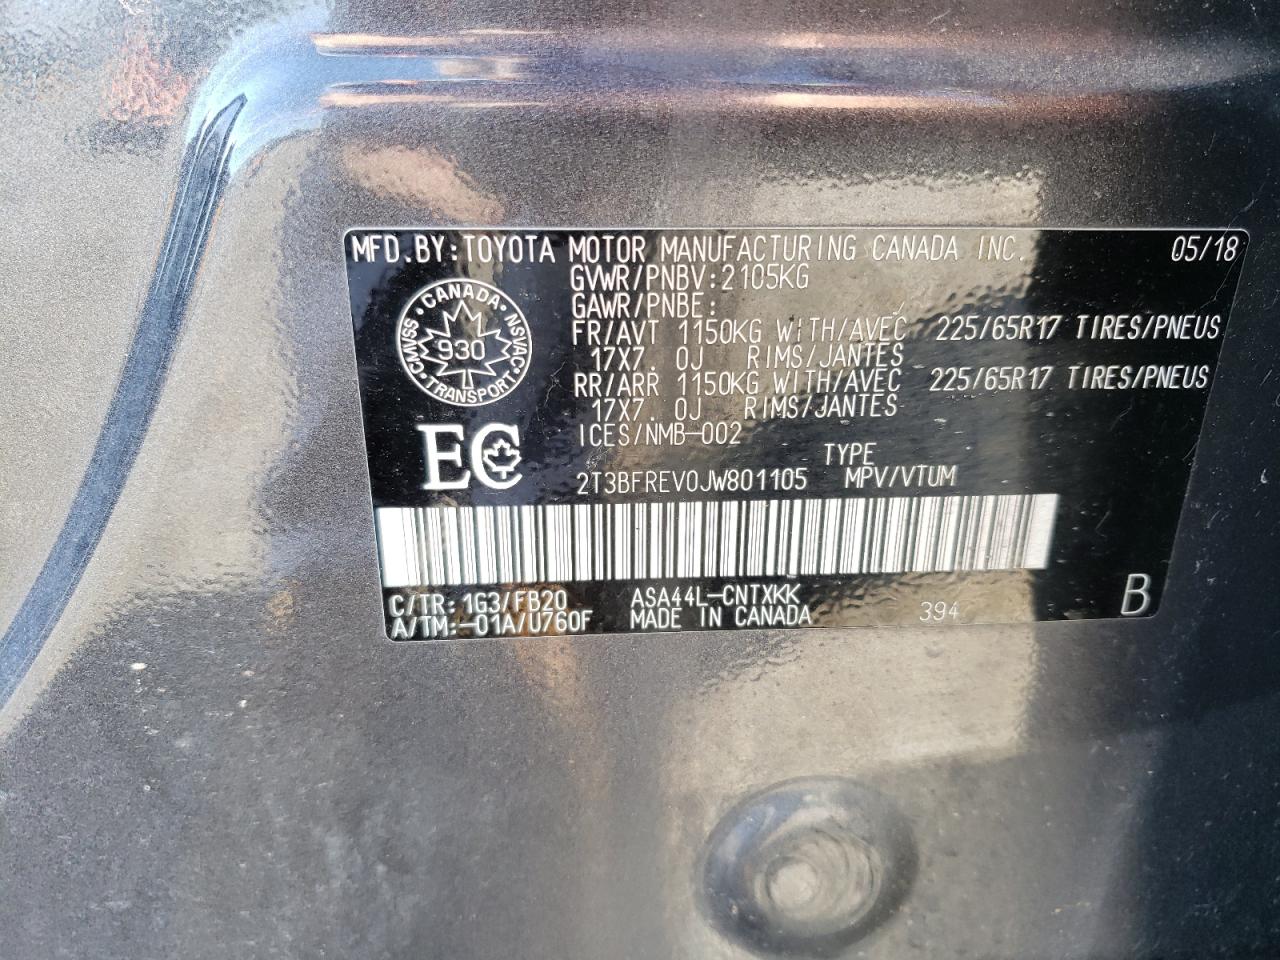 MFD.BY:TOYOTA MOTOR MANUFACTURING CANADA INC. 05/18
GVWR/PNBV:2105KG
GAWR/PNBE:
FR/AVT 1150KG WITH/AVEC 225/65R17 TIRES/PNEUS
17X7.0J RIMS/JANTES
RR/ARR 1150KG WITH/AVEC 225/65R17 TIRES/PNEUS
17X7.0J RIMS/JANTES
ICES/NMB-002
CANADA
CMVSS · NSVAC
930
TRANSPORT
EC
TYPE
2T3BFREV0JW801105 MPV/VTUM
C/TR: 1G3/FB20 ASA44L-CNTXKK
A/TM:-01A/U760F MADE IN CANADA 394 B